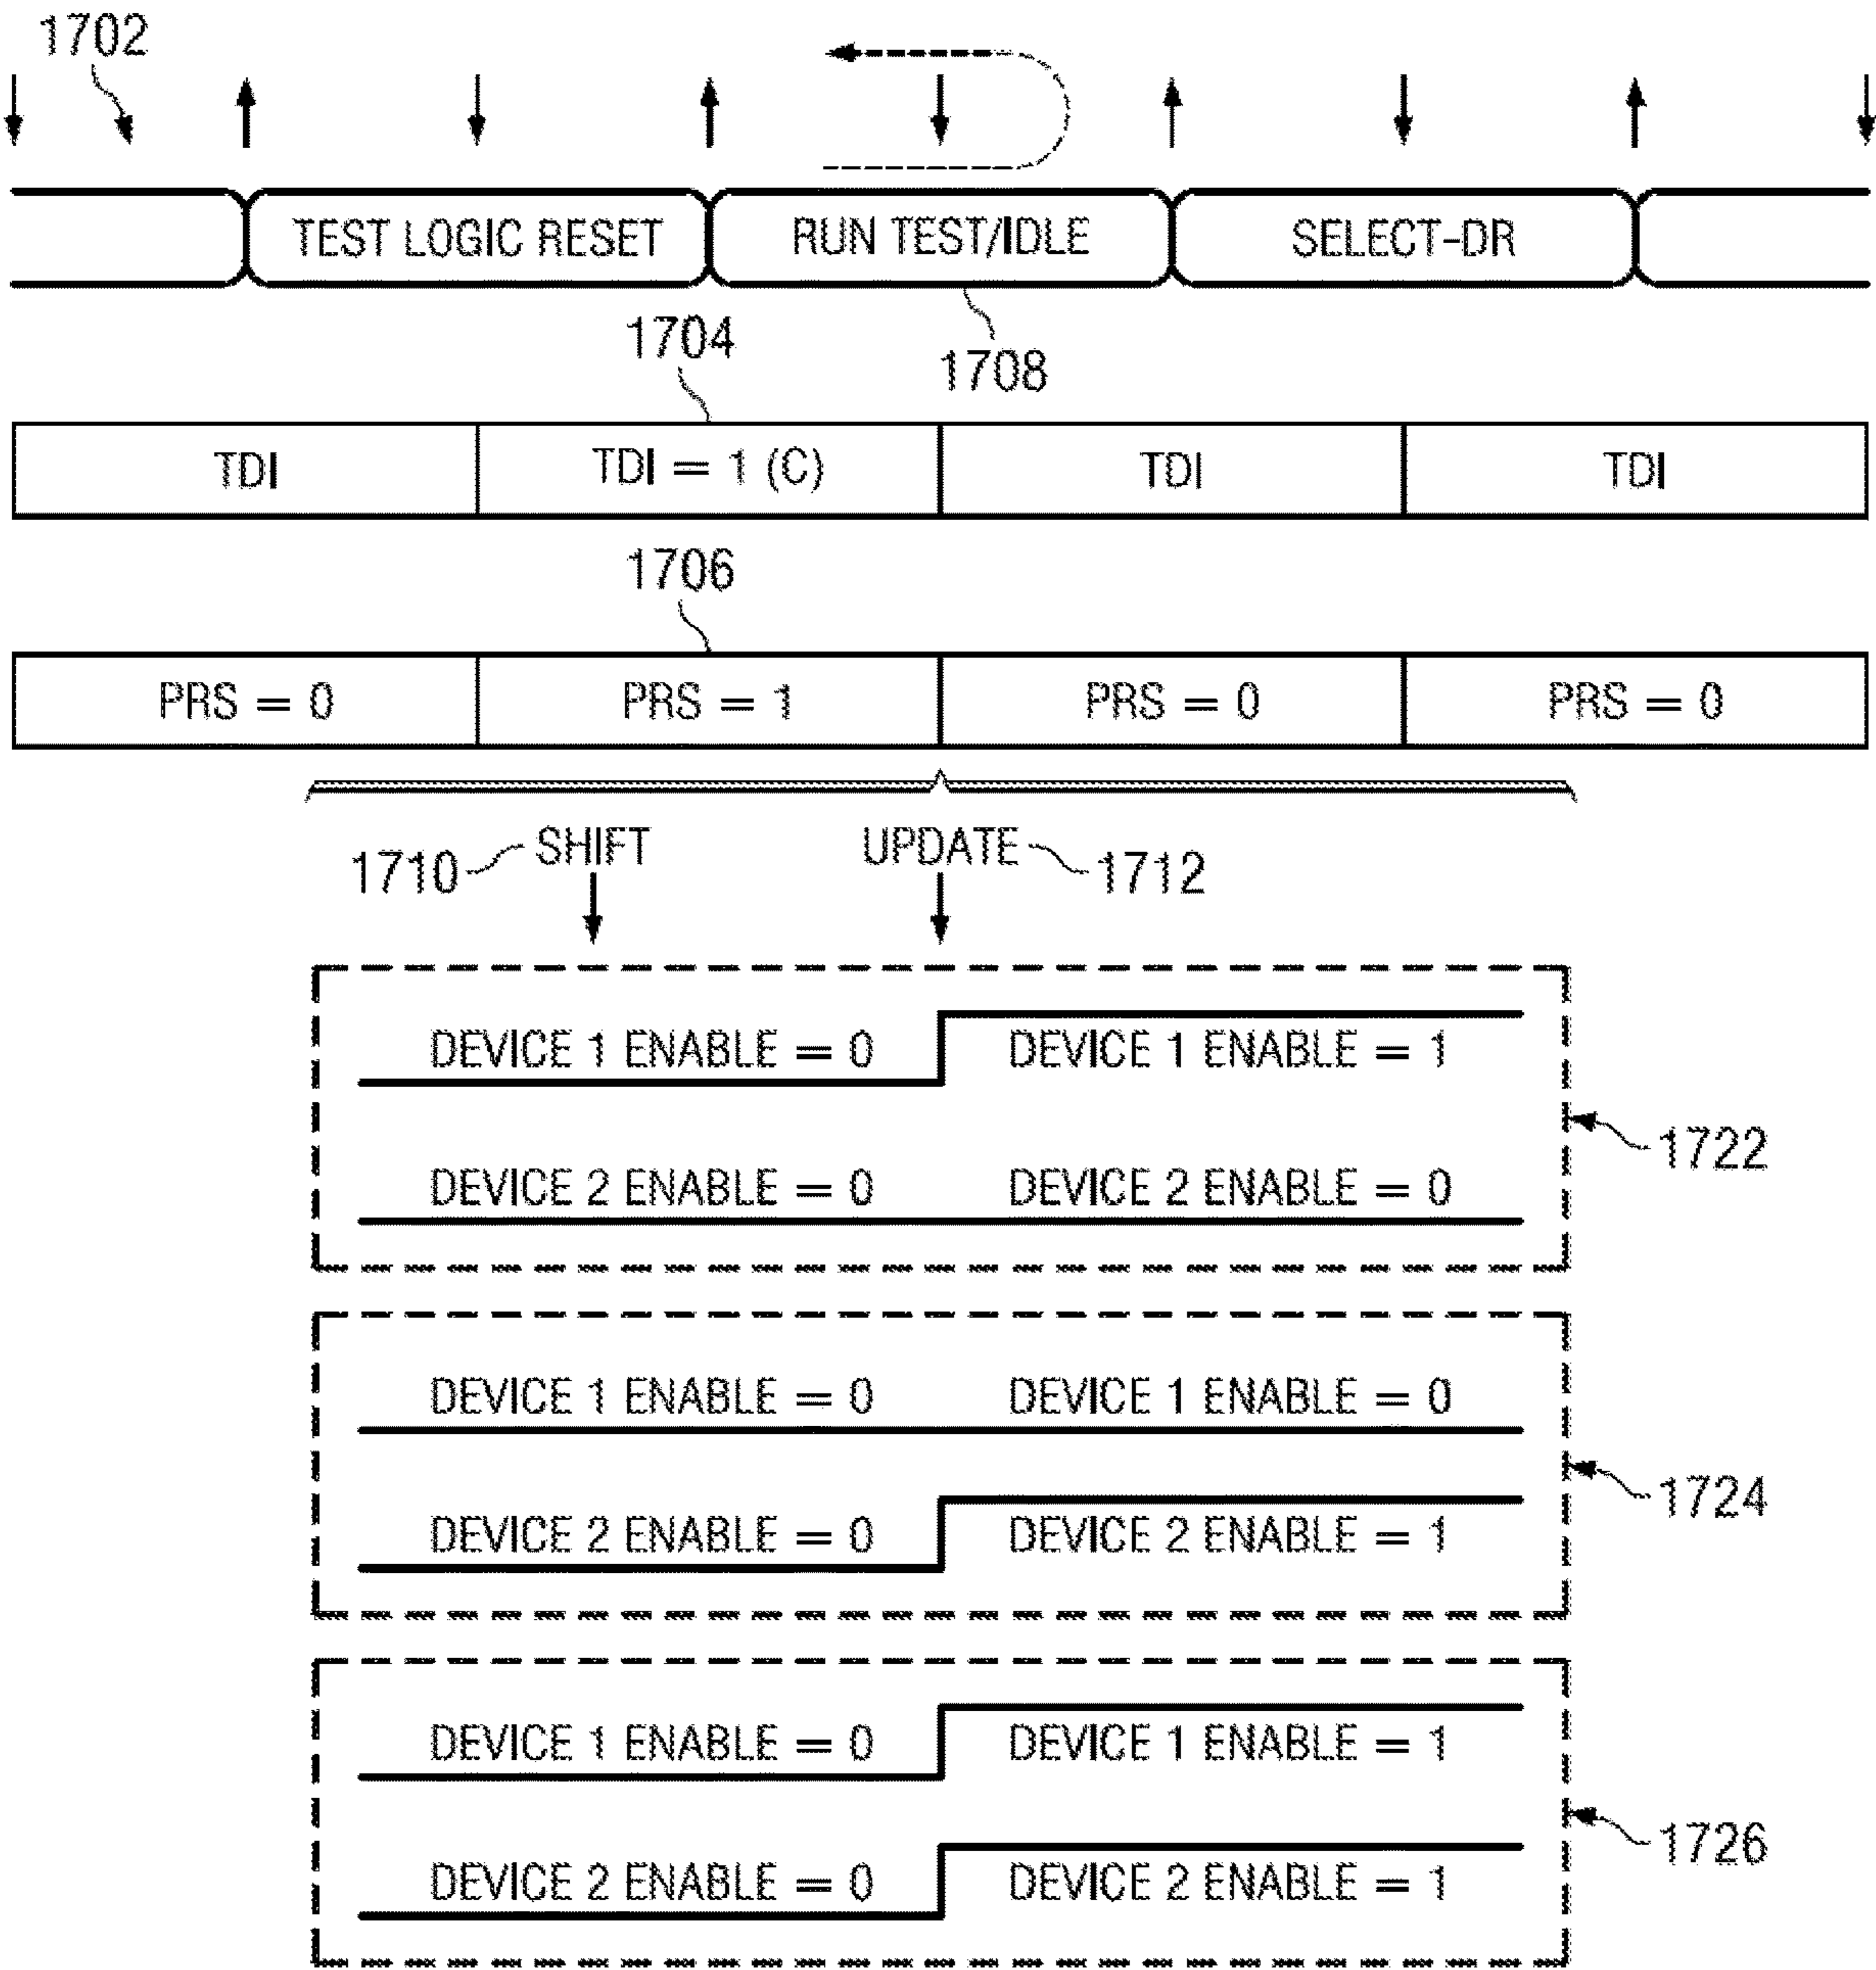 1702
TEST LOGIC RESET RUN TEST/IDLE SELECT-DR
1704
1708
TDI TDI = 1 (C) TDI TDI
1706
PRS = 0 PRS = 1 PRS = 0 PRS = 0
1710 SHIFT UPDATE 1712
DEVICE 1 ENABLE = 0 DEVICE 1 ENABLE = 1
1722
DEVICE 2 ENABLE = 0 DEVICE 2 ENABLE = 0
DEVICE 1 ENABLE = 0 DEVICE 1 ENABLE = 0
1724
DEVICE 2 ENABLE = 0 DEVICE 2 ENABLE = 1
DEVICE 1 ENABLE = 0 DEVICE 1 ENABLE = 1
1726
DEVICE 2 ENABLE = 0 DEVICE 2 ENABLE = 1